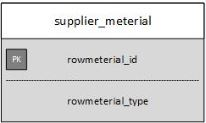 supplier_meterial
PK rowmeterial_id
rowmeterial_type